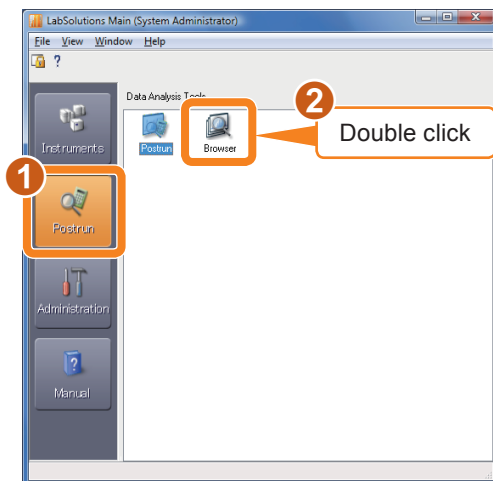 LabSolutions Main (System Administrator)
File View Window Help
?
Data Analysis Tools
2
Double click
Instruments
Postrun
Browser
1
Postrun
Administration
?
Manual